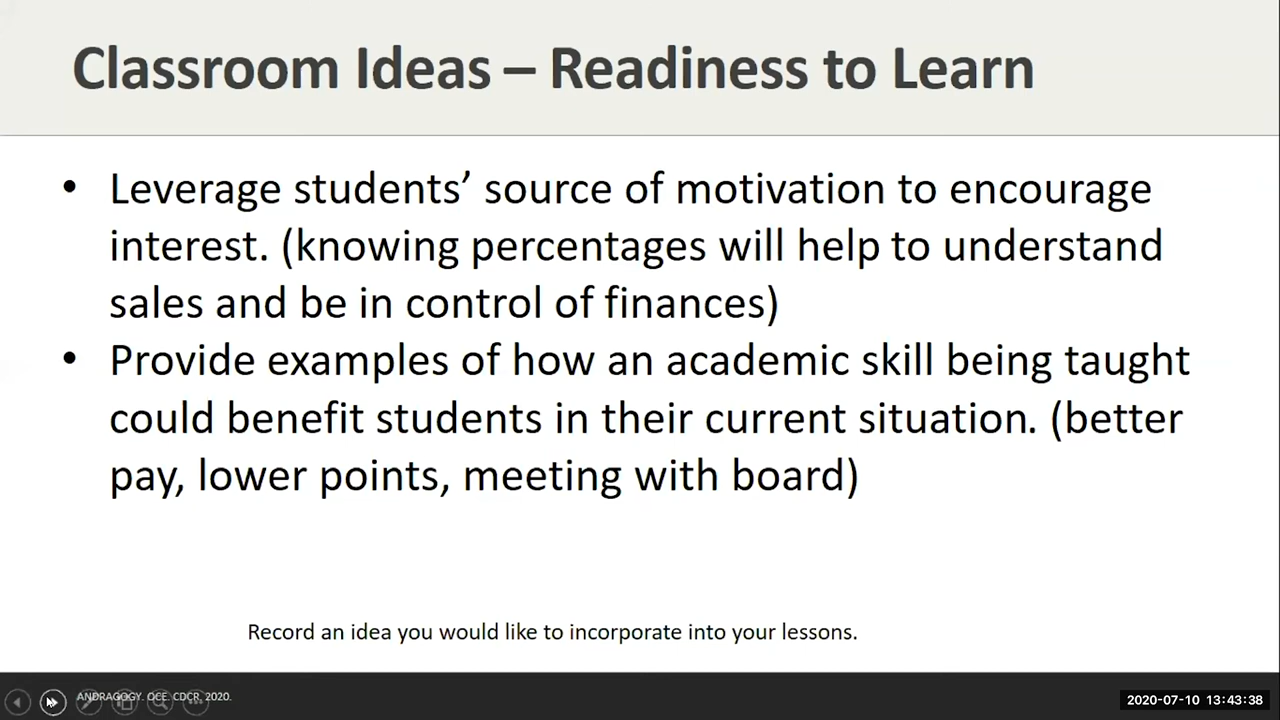 Classroom Ideas – Readiness to Learn
• Leverage students’ source of motivation to encourage
interest. (knowing percentages will help to understand
sales and be in control of finances)
• Provide examples of how an academic skill being taught
could benefit students in their current situation. (better
pay, lower points, meeting with board)
Record an idea you would like to incorporate into your lessons.
ANDRAGOGY. OCE. CDCR, 2020.
2020-07-10 13:43:38